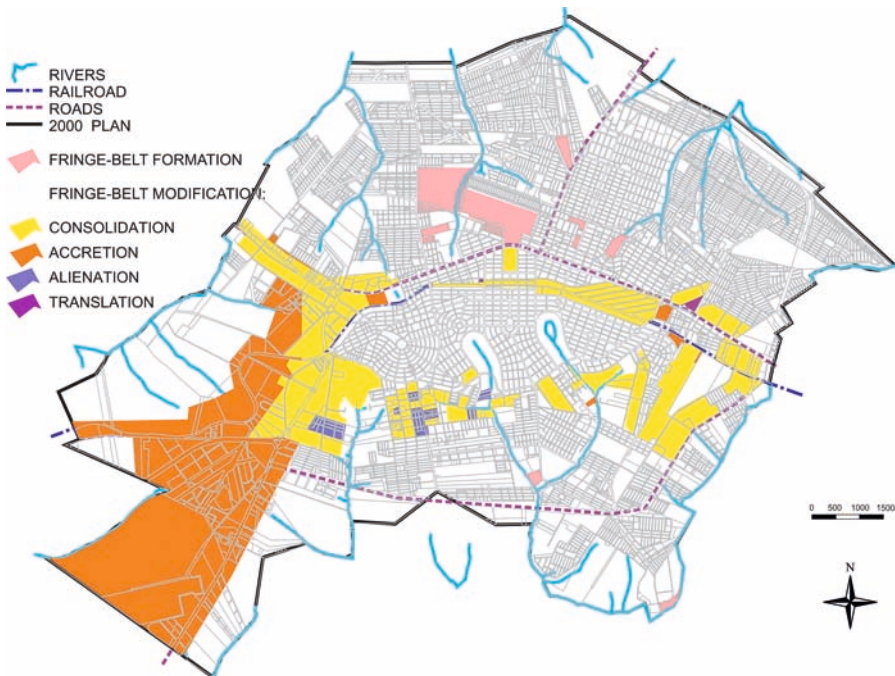 RIVERS
RAILROAD
ROADS
2000 PLAN
FRINGE-BELT FORMATION
FRINGE-BELT MODIFICATION:
CONSOLIDATION
ACCRETION
ALIENATION
TRANSLATION
0 500 1000 1500
N